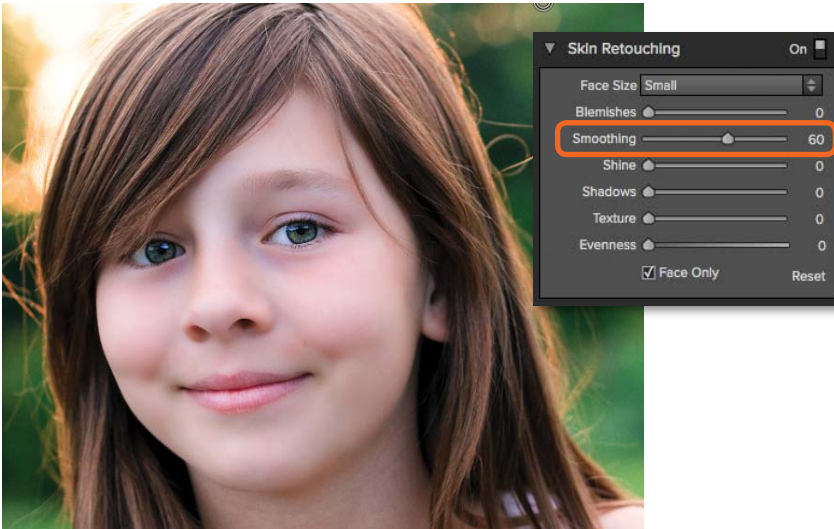 Skin Retouching On
Face Size Small
Blemishes 0
Smoothing 60
Shine 0
Shadows 0
Texture 0
Evenness 0
Face Only Reset